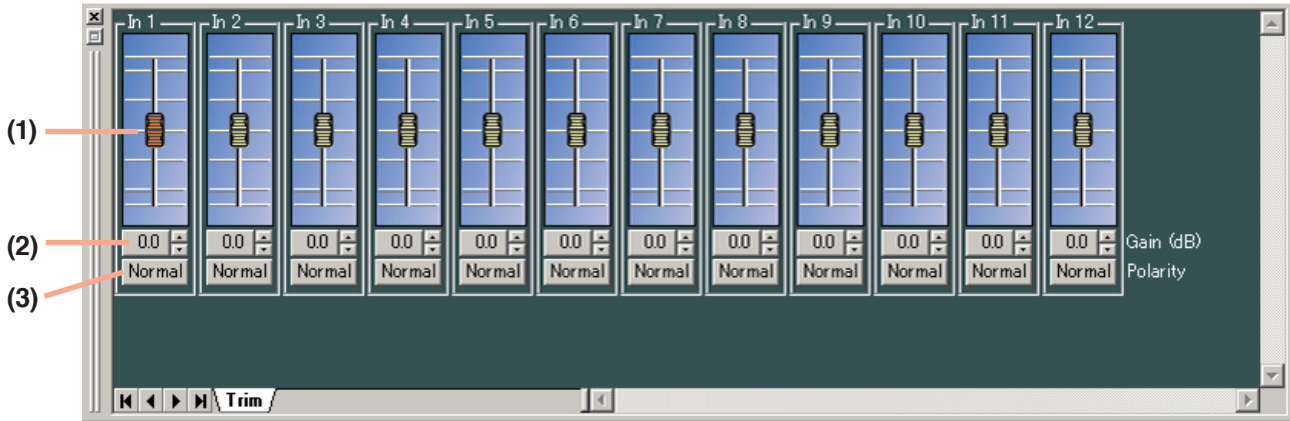 In 1 In 2 In 3 In 4 In 5 In 6 In 7 In 8 In 9 In 10 In 11 In 12
(1)
(2) 0.0 0.0 0.0 0.0 0.0 0.0 0.0 0.0 0.0 0.0 0.0 0.0 Gain (dB)
(3) Normal Normal Normal Normal Normal Normal Normal Normal Normal Normal Normal Normal Polarity
Trim